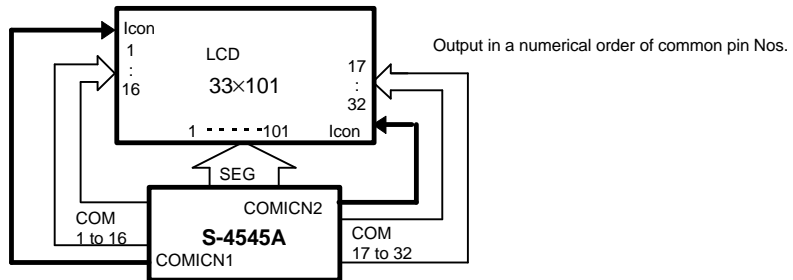 Icon
1
:
16
LCD
33×101
17
:
32
1 - - - - - 101
Icon
Output in a numerical order of common pin Nos.
SEG
COMICN2
COM
1 to 16
S-4545A
COM
17 to 32
COMICN1